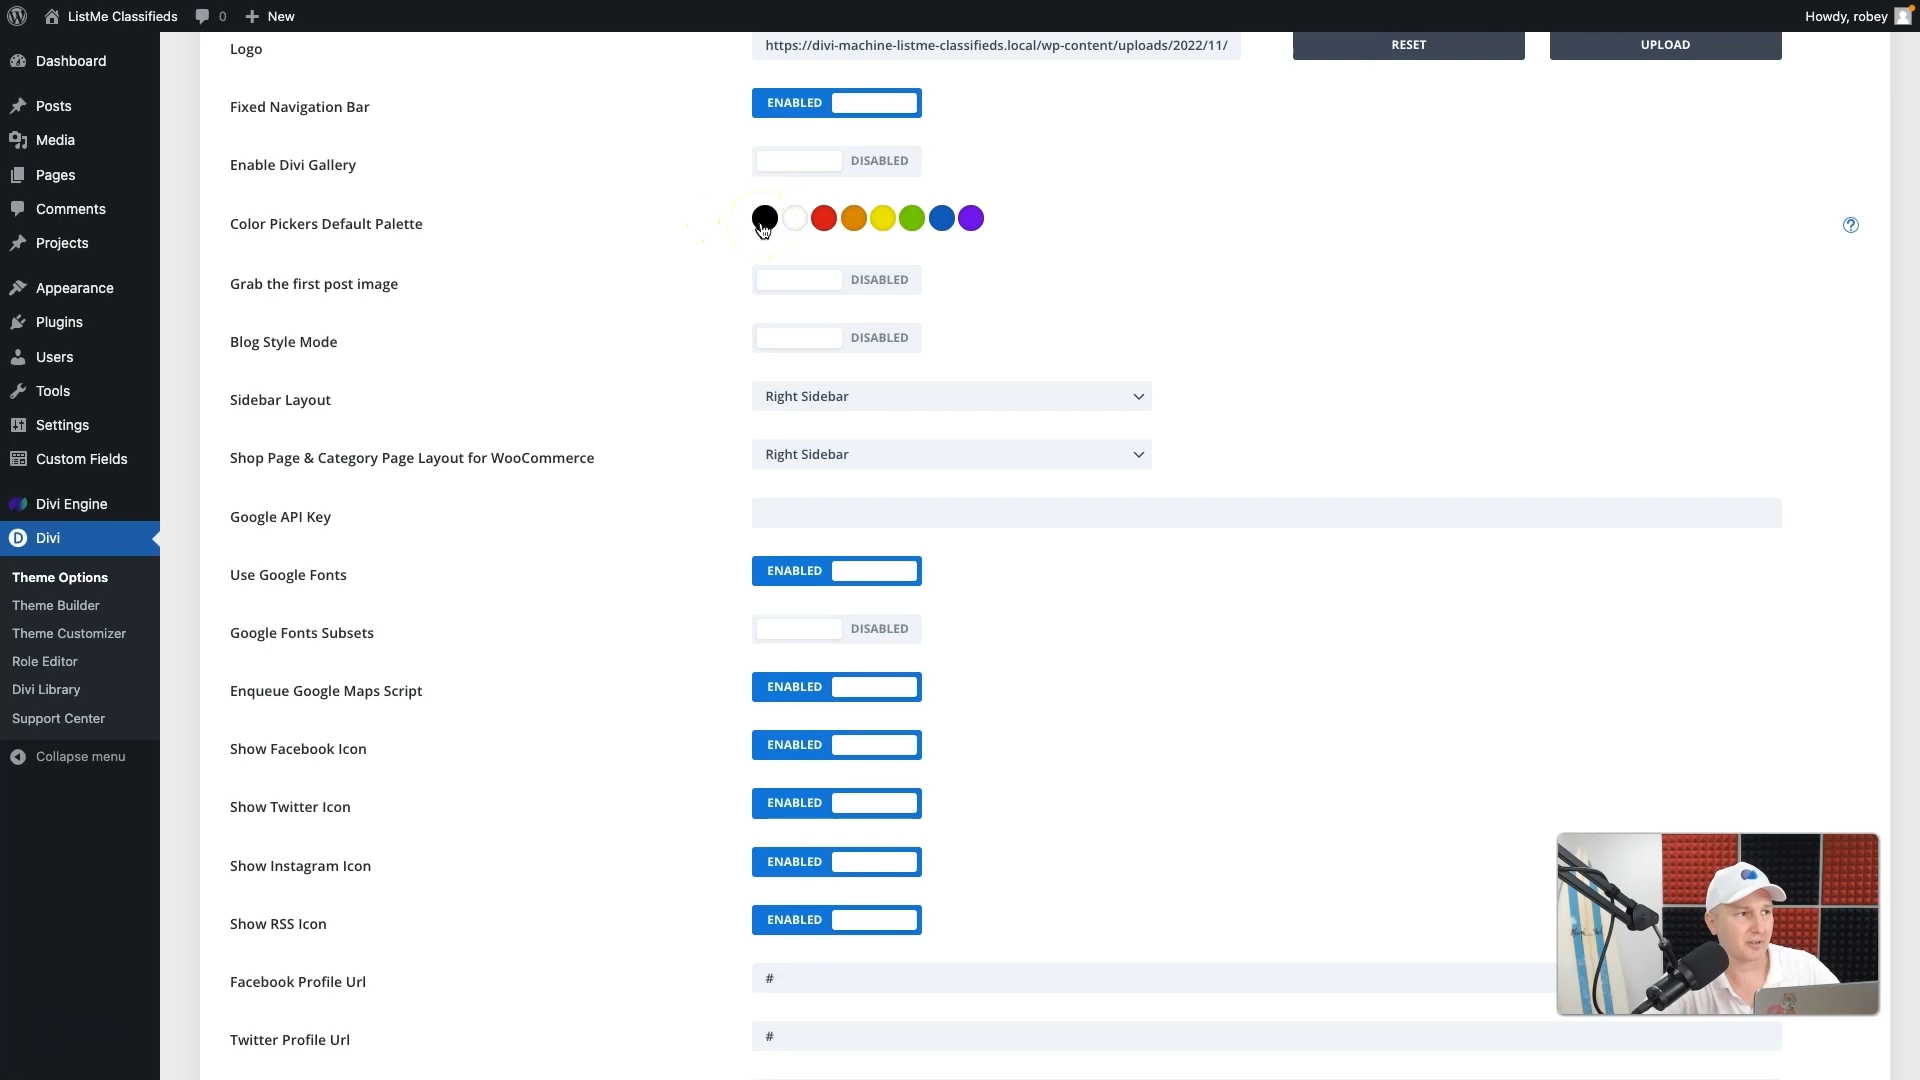 ListMe Classifieds
0
New
Howdy, robey
Dashboard
Posts
Media
Pages
Comments
Projects
Appearance
Plugins
Users
Tools
Settings
Custom Fields
Divi Engine
D
Divi
Theme Options
Theme Builder
Theme Customizer
Role Editor
Divi Library
Support Center
Collapse menu
Logo
https://divi-machine-listme-classifieds.local/wp-content/uploads/2022/11/
RESET
UPLOAD
Fixed Navigation Bar
ENABLED
Enable Divi Gallery
DISABLED
Color Pickers Default Palette
?
Grab the first post image
DISABLED
Blog Style Mode
DISABLED
Sidebar Layout
Right Sidebar
Shop Page & Category Page Layout for WooCommerce
Right Sidebar
Google API Key
Use Google Fonts
ENABLED
Google Fonts Subsets
DISABLED
Enqueue Google Maps Script
ENABLED
Show Facebook Icon
ENABLED
Show Twitter Icon
ENABLED
Show Instagram Icon
ENABLED
Show RSS Icon
ENABLED
Facebook Profile Url
#
Twitter Profile Url
#